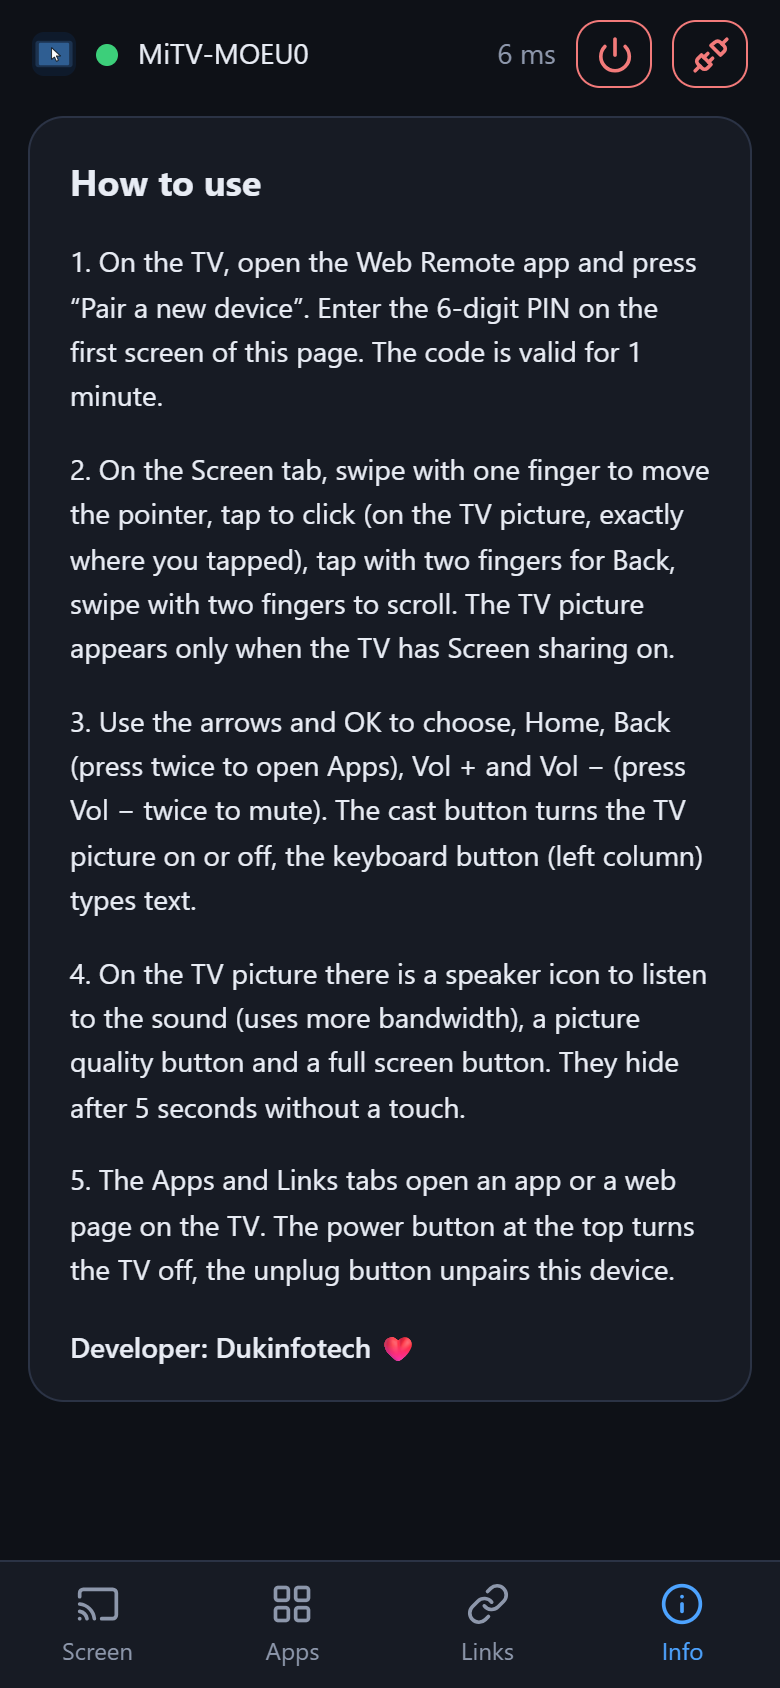 MiTV-MOEU0
6 ms
How to use
1. On the TV, open the Web Remote app and press
“Pair a new device”. Enter the 6-digit PIN on the
first screen of this page. The code is valid for 1
minute.
2. On the Screen tab, swipe with one finger to move
the pointer, tap to click (on the TV picture, exactly
where you tapped), tap with two fingers for Back,
swipe with two fingers to scroll. The TV picture
appears only when the TV has Screen sharing on.
3. Use the arrows and OK to choose, Home, Back
(press twice to open Apps), Vol + and Vol − (press
Vol − twice to mute). The cast button turns the TV
picture on or off, the keyboard button (left column)
types text.
4. On the TV picture there is a speaker icon to listen
to the sound (uses more bandwidth), a picture
quality button and a full screen button. They hide
after 5 seconds without a touch.
5. The Apps and Links tabs open an app or a web
page on the TV. The power button at the top turns
the TV off, the unplug button unpairs this device.
Developer: Dukinfotech
Screen
Apps
Links
Info